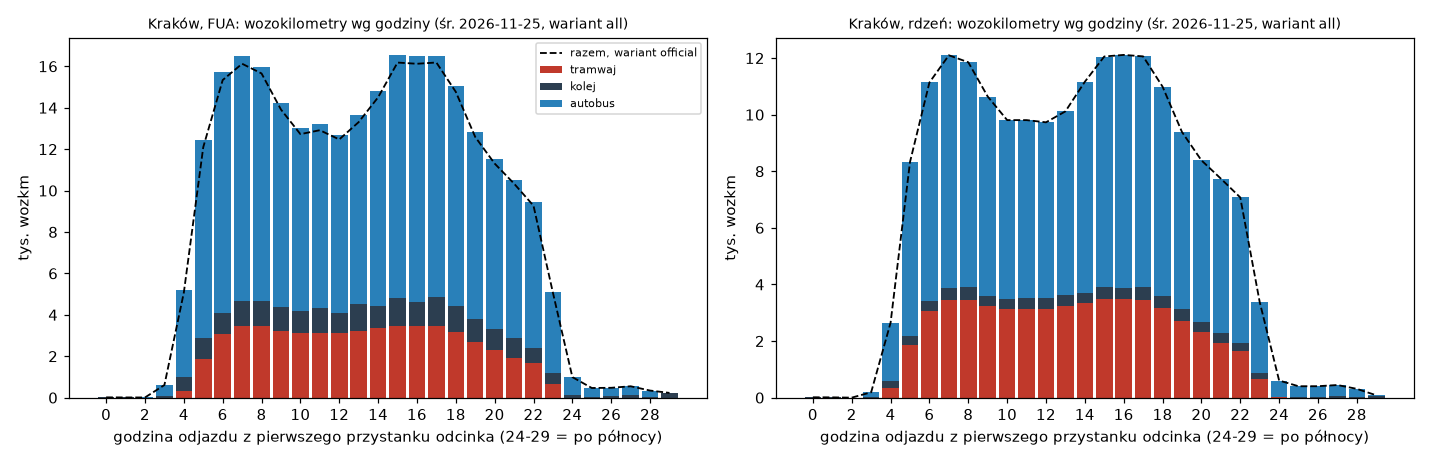 Kraków, FUA: wozokilometry wg godziny (śr. 2026-11-25, wariant all)
tys. wozkm
16
14
12
10
8
6
4
2
0
razem, wariant official
tramwaj
kolej
autobus
0 2 4 6 8 10 12 14 16 18 20 22 24 26 28
godzina odjazdu z pierwszego przystanku odcinka (24-29 = po północy)
Kraków, rdzeń: wozokilometry wg godziny (śr. 2026-11-25, wariant all)
tys. wozkm
12
10
8
6
4
2
0
0 2 4 6 8 10 12 14 16 18 20 22 24 26 28
godzina odjazdu z pierwszego przystanku odcinka (24-29 = po północy)